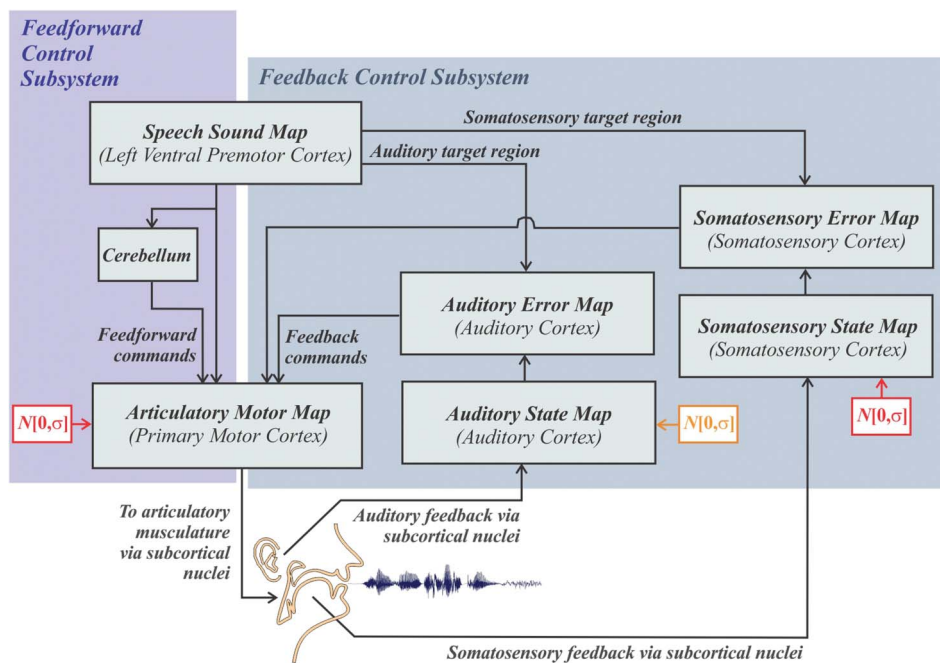 Feedforward
Control
Subsystem
Feedback Control Subsystem
Speech Sound Map
(Left Ventral Premotor Cortex)
Somatosensory target region
Auditory target region
Cerebellum
Somatosensory Error Map
(Somatosensory Cortex)
Auditory Error Map
(Auditory Cortex)
Somatosensory State Map
(Somatosensory Cortex)
Feedforward
commands
Feedback
commands
N[0,σ]
Articulatory Motor Map
(Primary Motor Cortex)
Auditory State Map
(Auditory Cortex)
N[0,σ]
N[0,σ]
To articulatory
musculature
via subcortical
nuclei
Auditory feedback via
subcortical nuclei
Somatosensory feedback via subcortical nuclei